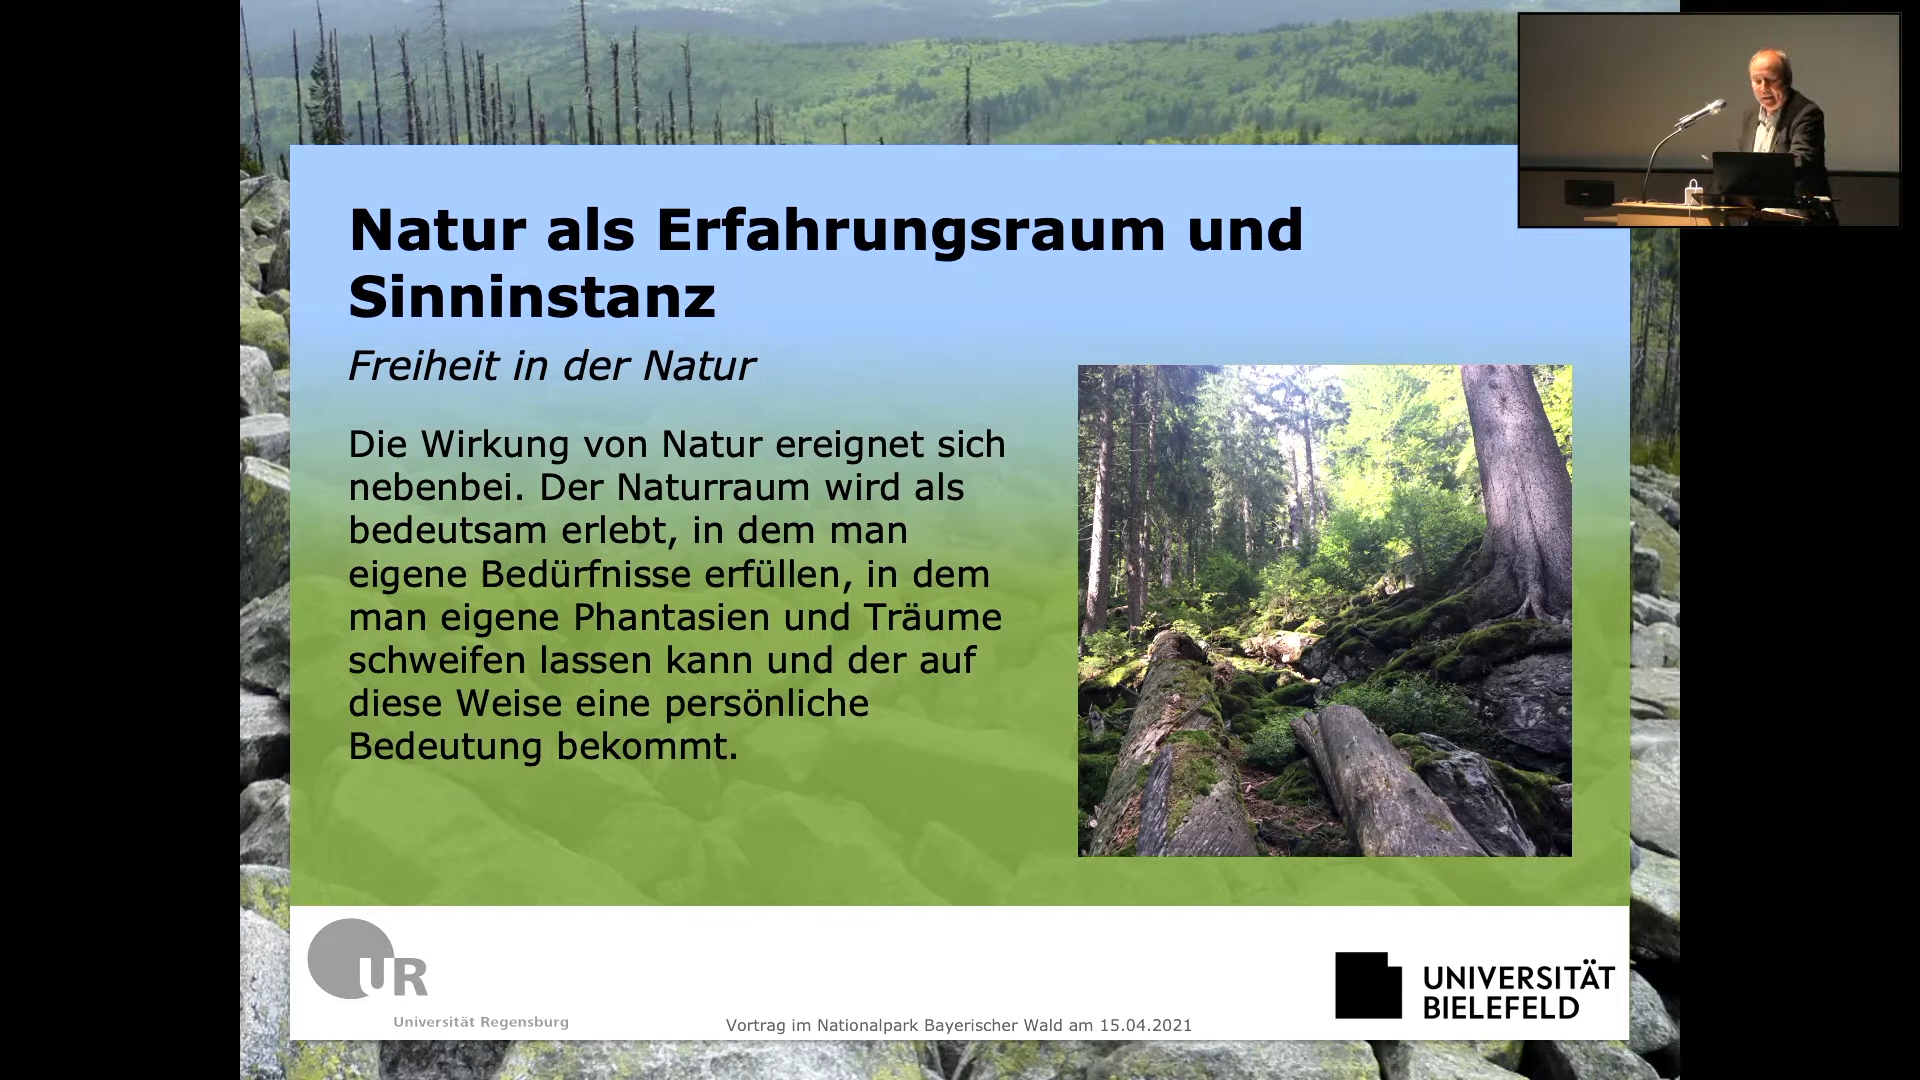 Natur als Erfahrungsraum und
Sinninstanz
Freiheit in der Natur
Die Wirkung von Natur ereignet sich
nebenbei. Der Naturraum wird als
bedeutsam erlebt, in dem man
eigene Bedürfnisse erfüllen, in dem
man eigene Phantasien und Träume
schweifen lassen kann und der auf
diese Weise eine persönliche
Bedeutung bekommt.
UR
Universität Regensburg
Vortrag im Nationalpark Bayerischer Wald am 15.04.2021
UNIVERSITÄT
BIELEFELD